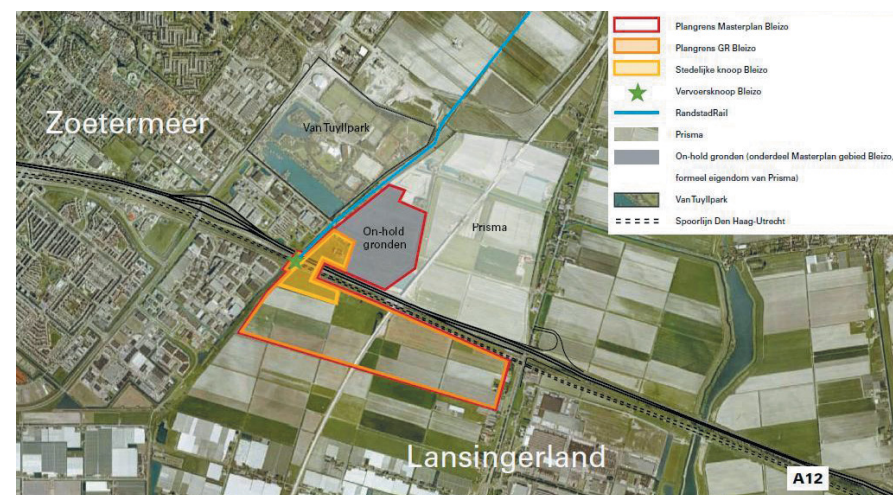 Zoetermeer
Van Tuyllpark
On-hold
gronden
Prisma
Lansingerland
A12
Plangrens Masterplan Bleizo
Plangrens GR Bleizo
Stedelijke knoop Bleizo
Vervoersknoop Bleizo
RandstadRail
Prisma
On-hold gronden (onderdeel Masterplan gebied Bleizo,
formeel eigendom van Prisma)
Van Tuyllpark
Spoorlijn Den Haag-Utrecht